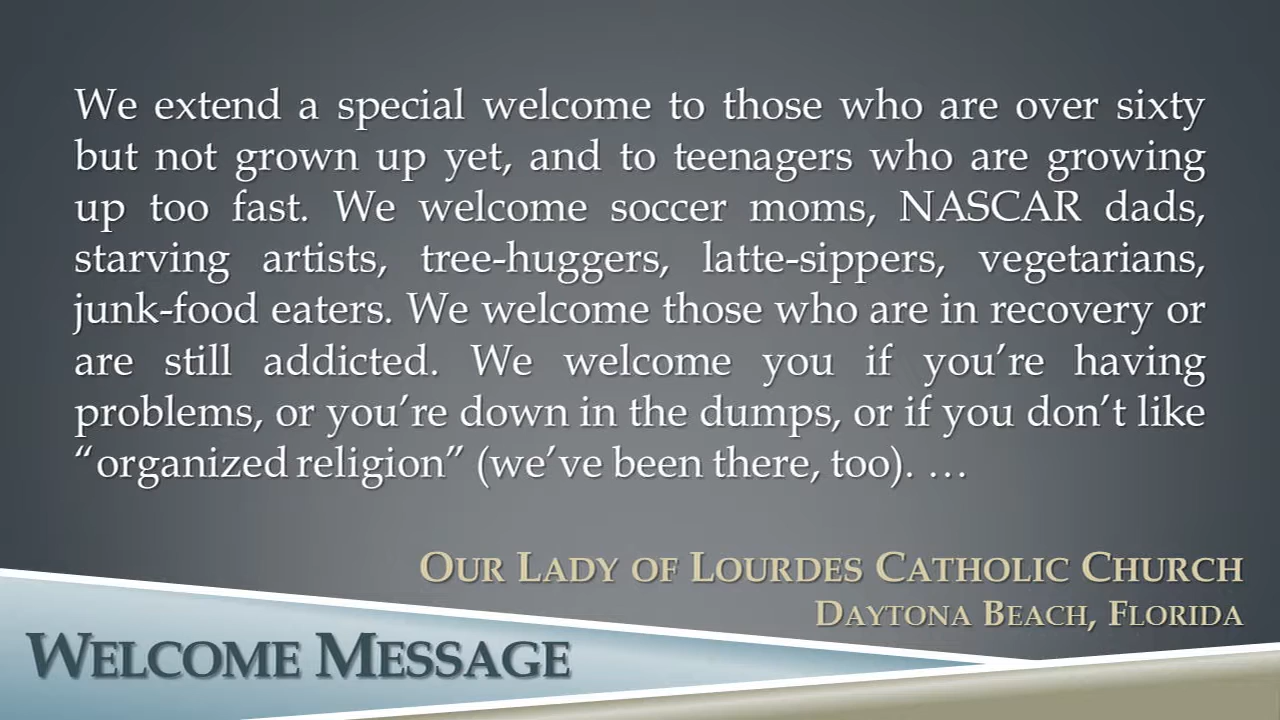 We extend a special welcome to those who are over sixty
but not grown up yet, and to teenagers who are growing
up too fast. We welcome soccer moms, NASCAR dads,
starving artists, tree-huggers, latte-sippers, vegetarians,
junk-food eaters. We welcome those who are in recovery or
are still addicted. We welcome you if you’re having
problems, or you’re down in the dumps, or if you don’t like
“organized religion” (we’ve been there, too). …
Our Lady of Lourdes Catholic Church
Daytona Beach, Florida
Welcome Message